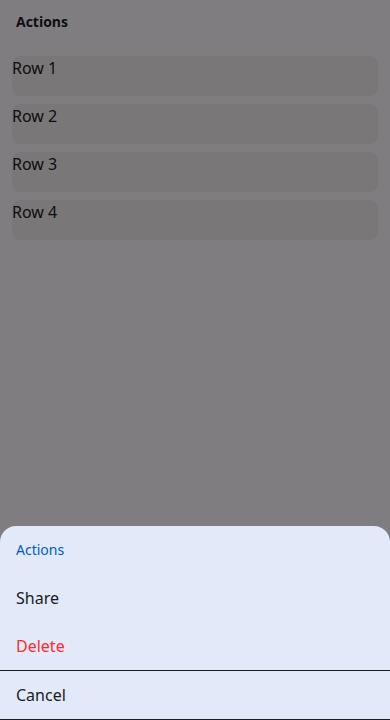 Actions
Row 1
Row 2
Row 3
Row 4
Actions
Share
Delete
Cancel